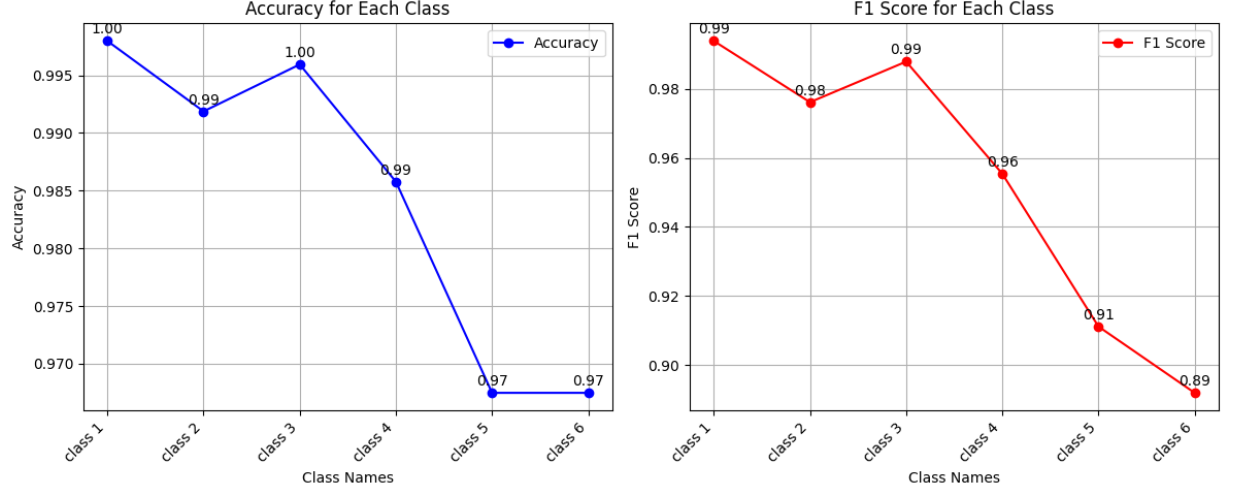 Accuracy for Each Class
1.00
0.99
1.00
0.99
0.97
0.97
Accuracy
0.995
0.990
0.985
0.980
0.975
0.970
Accuracy
class 1
class 2
class 3
class 4
class 5
class 6
Class Names
F1 Score for Each Class
0.99
0.98
0.99
0.96
0.91
0.89
F1 Score
0.98
0.96
0.94
0.92
0.90
F1 Score
class 1
class 2
class 3
class 4
class 5
class 6
Class Names